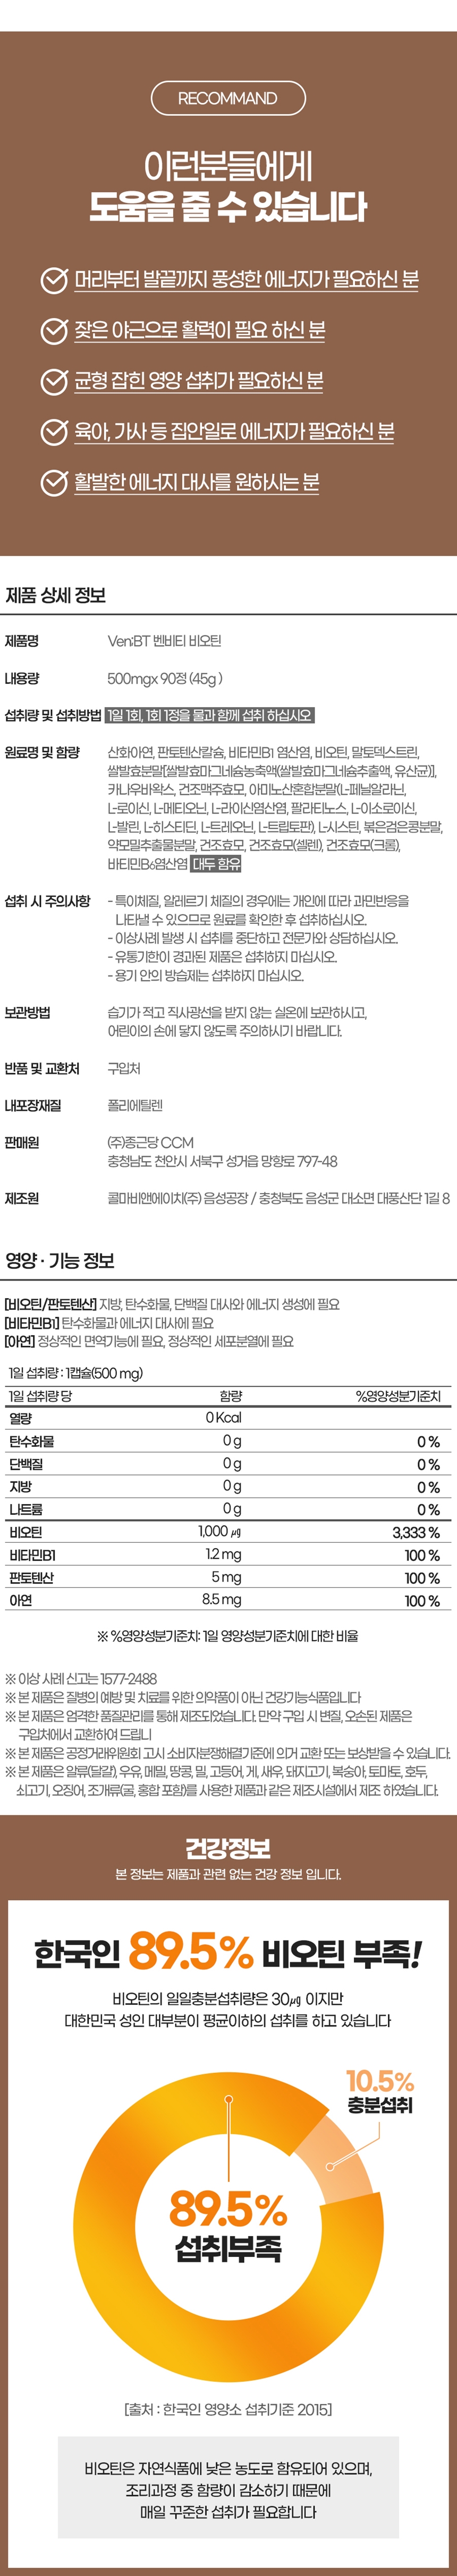 RECOMMAND
이런분들에게
도움을 줄 수 있습니다
머리부터 발끝까지 풍성한 에너지가 필요하신 분
잦은 야근으로 활력이 필요 하신 분
균형 잡힌 영양 섭취가 필요하신 분
육아, 가사 등 집안일로 에너지가 필요하신 분
활발한 에너지 대사를 원하시는 분
제품 상세 정보
제품명 Ven:BT 벤비티 비오틴
내용량 500mgx 90정 (45g )
섭취량 및 섭취방법 1일 1회, 1회 1정을 물과 함께 섭취 하십시오
원료명 및 함량 산화아연, 판토텐산칼슘, 비타민B1 염산염, 비오틴, 말토덱스트린,
쌀발효분말[쌀발효마그네슘농축액(쌀발효마그네슘추출액, 유산균)],
카나우바왁스, 건조맥주효모, 아미노산혼합분말(L-페닐알라닌,
L-로이신, L-메티오닌, L-라이신염산염, 팔라티노스, L-이소로이신,
L-발린, L-히스티딘, L-트레오닌, L-트립토판), L-시스틴, 볶은검은콩분말,
약모밀추출물분말, 건조효모, 건조효모(셀렌), 건조효모(크롬),
바티민B6염산염 대두 함유
섭취 시 주의사항 - 특이체질, 알레르기 체질의 경우에는 개인에 따라 과민반응을
나타낼 수 있으므로 원료를 확인한 후 섭취하십시오.
- 이상사례 발생 시 섭취를 중단하고 전문가와 상담하십시오.
- 유통기한이 경과된 제품은 섭취하지 마십시오.
- 용기 안의 방습제는 섭취하지 마십시오.
보관방법 습기가 적고 직사광선을 받지 않는 실온에 보관하시고,
어린이의 손에 닿지 않도록 주의하시기 바랍니다.
반품 및 교환처 구입처
내포장재질 폴리에틸렌
판매원 (주)종근당 CCM
충청남도 천안시 서북구 성거읍 망향로 797-48
제조원 콜마비앤에이치(주) 음성공장 / 충청북도 음성군 대소면 대풍산단 1길 8
영양 · 기능 정보
[비오틴/판토텐산] 지방, 탄수화물, 단백질 대사와 에너지 생성에 필요
[비타민B1] 탄수화물과 에너지 대사에 필요
[아연] 정상적인 면역기능에 필요, 정상적인 세포분열에 필요
1일 섭취량 : 1캡슐(500 mg)
1일 섭취량 당 함량 %영양성분기준치
열량 0 Kcal
탄수화물 0 g 0 %
단백질 0 g 0 %
지방 0 g 0 %
나트륨 0 g 0 %
비오틴 1,000 ㎍ 3,333 %
비타민B1 1.2 mg 100 %
판토텐산 5 mg 100 %
아연 8.5 mg 100 %
※ %영양성분기준치: 1일 영양성분기준치에 대한 비율
※ 이상 사례 신고는 1577-2488
※ 본 제품은 질병의 예방 및 치료를 위한 의약품이 아닌 건강기능식품입니다
※ 본 제품은 엄격한 품질관리를 통해 제조되었습니다. 만약 구입 시 변질, 오손된 제품은
구입처에서 교환하여 드립니
※ 본 제품은 공정거래위원회 고시 소비자분쟁해결기준에 의거 교환 또는 보상받을 수 있습니다.
※ 본 제품은 알류(달걀), 우유, 메밀, 땅콩, 밀, 고등어, 게, 새우, 돼지고기, 복숭아, 토마토, 호두,
쇠고기, 오징어, 조개류(굴, 홍합 포함)를 사용한 제품과 같은 제조시설에서 제조 하였습니다.
건강정보
본 정보는 제품과 관련 없는 건강 정보 입니다.
한국인 89.5% 비오틴 부족!
비오틴의 일일충분섭취량은 30㎍ 이지만
대한민국 성인 대부분이 평균이하의 섭취를 하고 있습니다
10.5%
충분섭취
89.5%
섭취부족
[출처 : 한국인 영양소 섭취기준 2015]
비오틴은 자연식품에 낮은 농도로 함유되어 있으며,
조리과정 중 함량이 감소하기 때문에
매일 꾸준한 섭취가 필요합니다